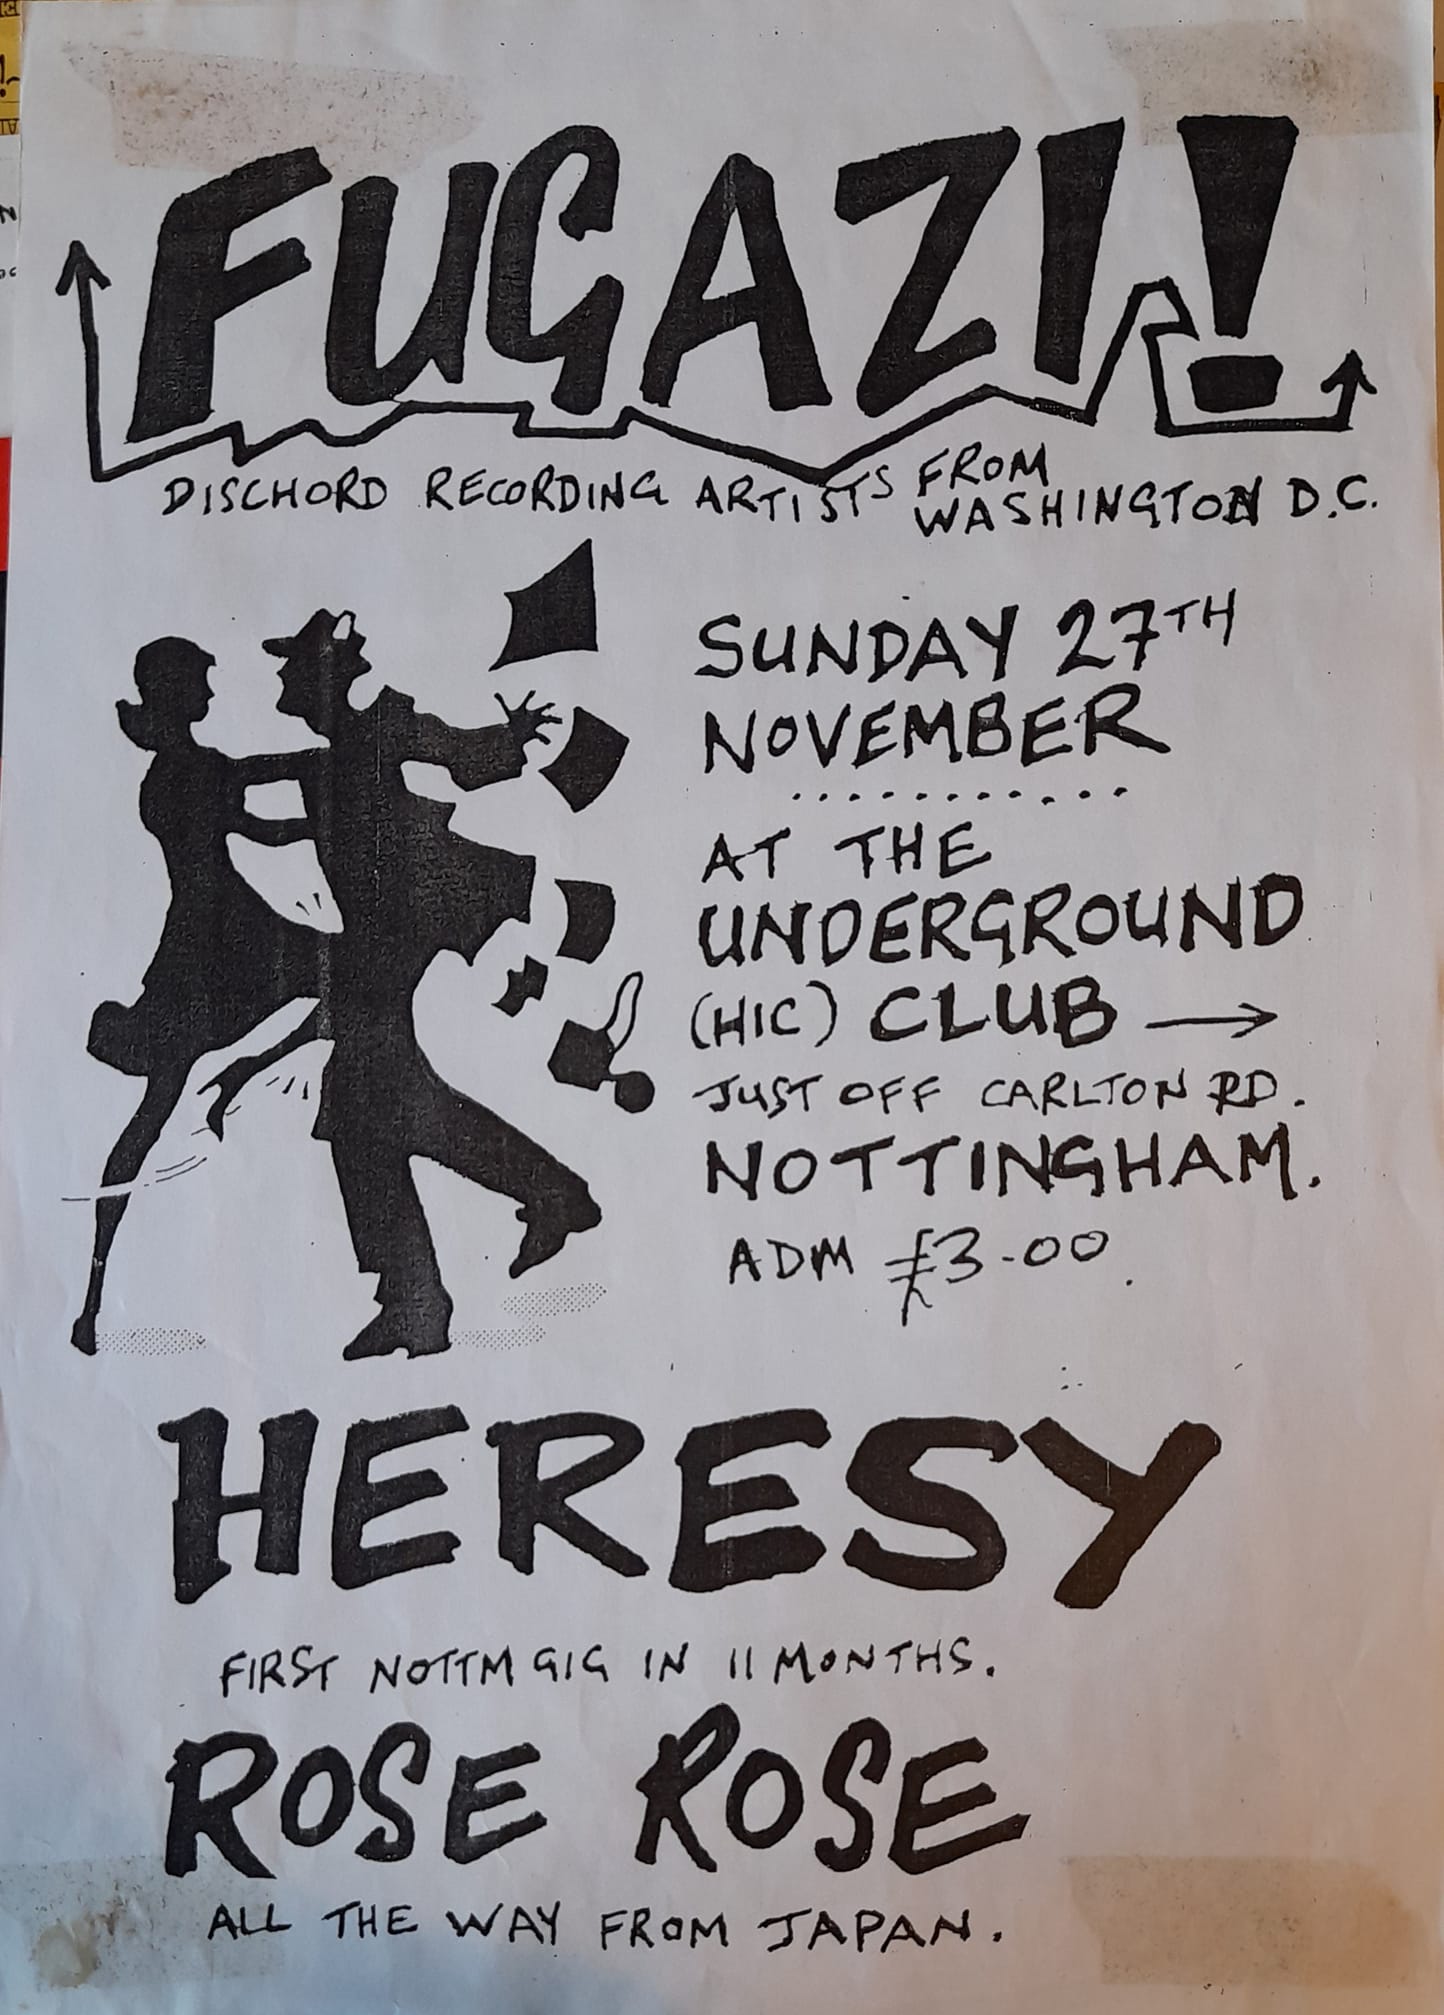 FUGAZI!
DISCHORD RECORDING ARTISTS FROM WASHINGTON D.C.
SUNDAY 27TH
NOVEMBER
............
AT THE
UNDERGROUND
(HIC) CLUB →
JUST OFF CARLTON RD.
NOTTINGHAM.
ADM £3-00.
HERESY
FIRST NOTTM GIG IN 11 MONTHS.
ROSE ROSE
ALL THE WAY FROM JAPAN.